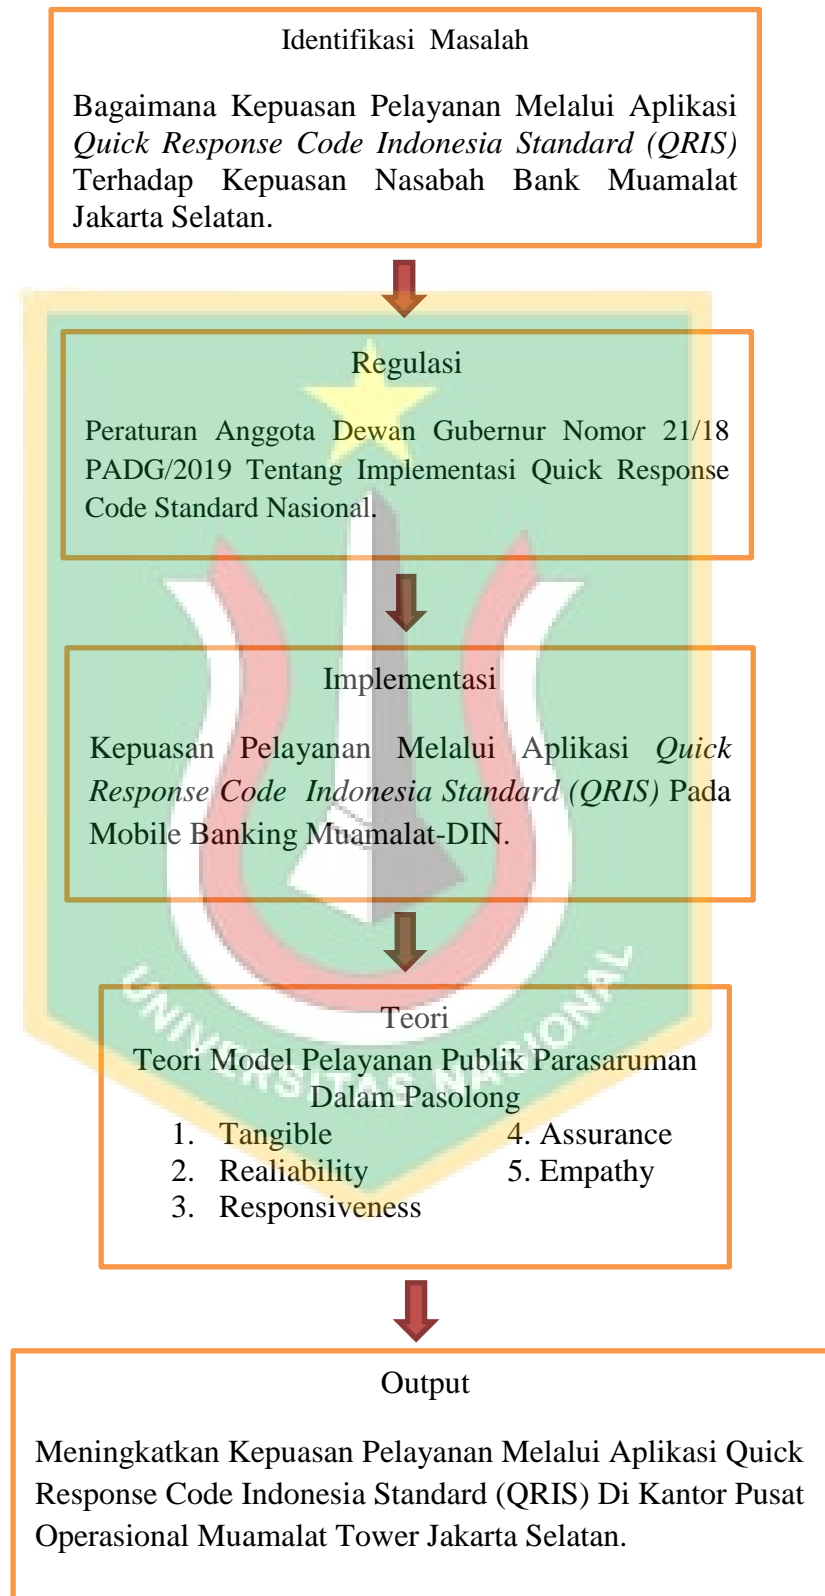 Identifikasi Masalah
Bagaimana Kepuasan Pelayanan Melalui Aplikasi
Quick Response Code Indonesia Standard (QRIS)
Terhadap Kepuasan Nasabah Bank Muamalat
Jakarta Selatan.
Regulasi
Peraturan Anggota Dewan Gubernur Nomor 21/18
PADG/2019 Tentang Implementasi Quick Response
Code Standard Nasional.
Implementasi
Kepuasan Pelayanan Melalui Aplikasi Quick
Response Code Indonesia Standard (QRIS) Pada
Mobile Banking Muamalat-DIN.
Teori
Teori Model Pelayanan Publik Parasaruman
Dalam Pasolong
1. Tangible 4. Assurance
2. Realiability 5. Empathy
3. Responsiveness
UNIVERSITAS NASIONAL
Output
Meningkatkan Kepuasan Pelayanan Melalui Aplikasi Quick
Response Code Indonesia Standard (QRIS) Di Kantor Pusat
Operasional Muamalat Tower Jakarta Selatan.